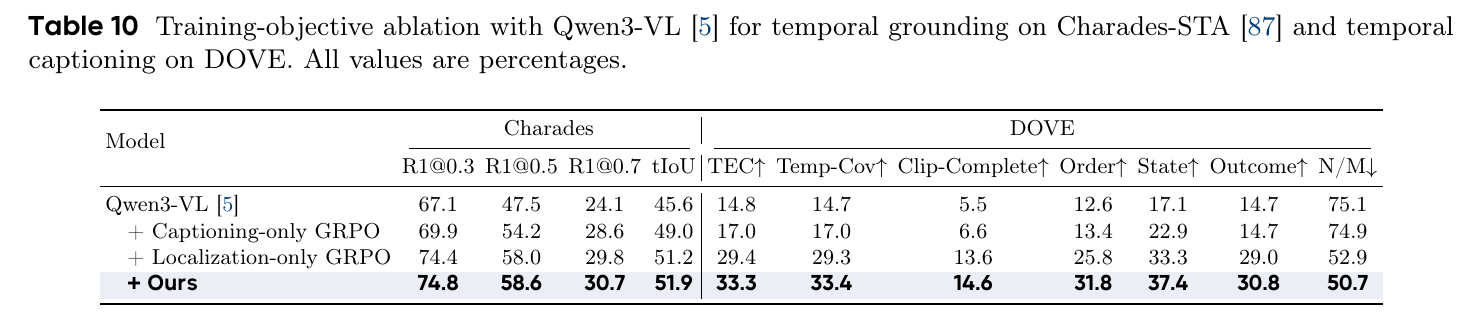 Table 10 Training-objective ablation with Qwen3-VL [5] for temporal grounding on Charades-STA [87] and temporal
captioning on DOVE. All values are percentages.
Model Charades DOVE
R1@0.3 R1@0.5 R1@0.7 tIoU TEC↑ Temp-Cov↑ Clip-Complete↑ Order↑ State↑ Outcome↑ N/M↓
Qwen3-VL [5] 67.1 47.5 24.1 45.6 14.8 14.7 5.5 12.6 17.1 14.7 75.1
+ Captioning-only GRPO 69.9 54.2 28.6 49.0 17.0 17.0 6.6 13.4 22.9 14.7 74.9
+ Localization-only GRPO 74.4 58.0 29.8 51.2 29.4 29.3 13.6 25.8 33.3 29.0 52.9
+ Ours 74.8 58.6 30.7 51.9 33.3 33.4 14.6 31.8 37.4 30.8 50.7